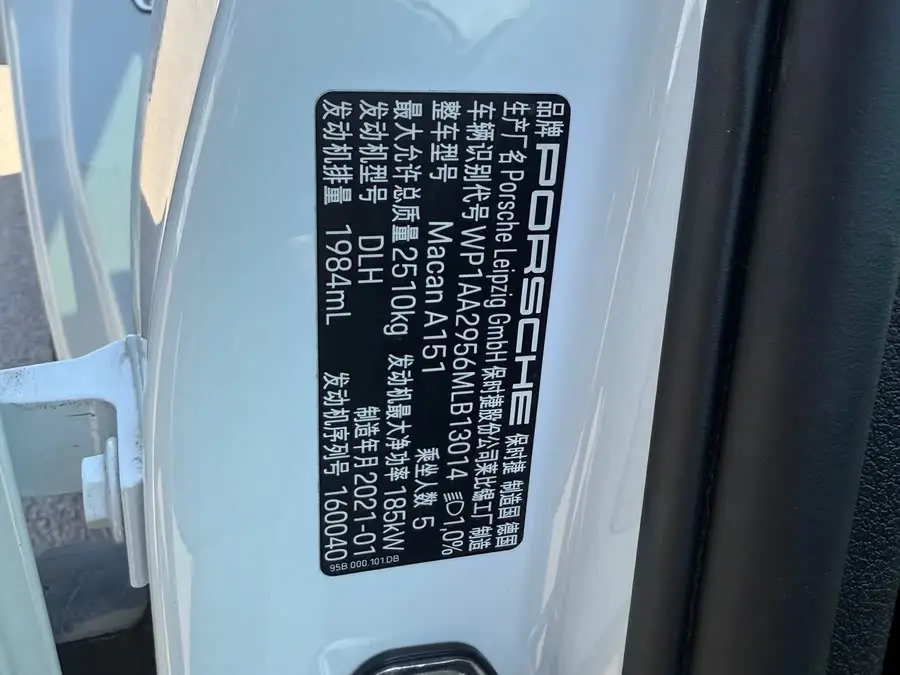 品牌 PORSCHE 保时捷 制造国 德国
生产厂名 Porsche Leipzig GmbH 保时捷股份公司莱比锡工厂 制造
车辆识别代号 WP1AA2956MLB13014 1,0%
整车型号 Macan A151 乘坐人数 5
最大允许总质量 2510kg 发动机最大净功率 185kW
发动机型号 DLH 制造年月 2021-01
发动机排量 1984mL 发动机序列号 160040
95B.000.101.DB